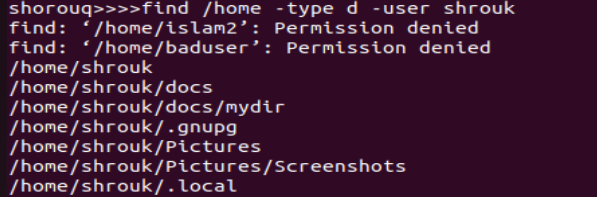 shorouq>>>>find /home -type d -user shrouk
find: ‘/home/islam2’: Permission denied
find: ‘/home/baduser’: Permission denied
/home/shrouk
/home/shrouk/docs
/home/shrouk/docs/mydir
/home/shrouk/.gnupg
/home/shrouk/Pictures
/home/shrouk/Pictures/Screenshots
/home/shrouk/.local